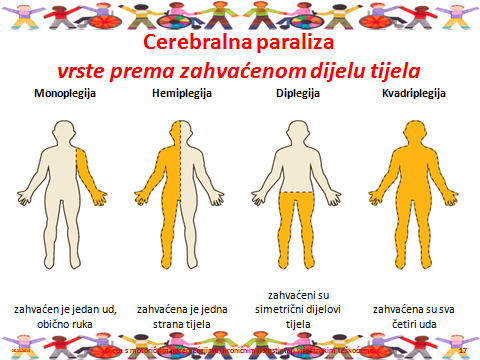 Cerebralna paraliza
vrste prema zahvaćenom dijelu tijela
Monoplegija
Hemiplegija
Diplegija
Kvadriplegija
zahvaćen je jedan ud,
obično ruka
zahvaćena je jedna
strana tijela
zahvaćeni su
simetrični dijelovi
tijela
zahvaćena su sva
četiri uda
17